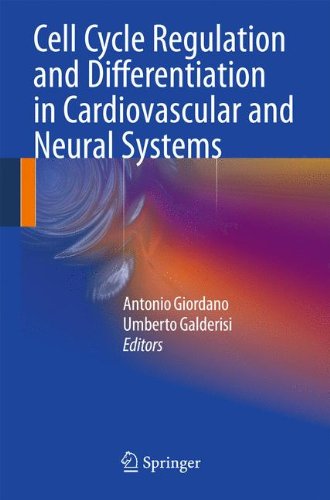 Cell Cycle Regulation
and Differentiation
in Cardiovascular and
Neural Systems
Antonio Giordano
Umberto Galderisi
Editors
Springer